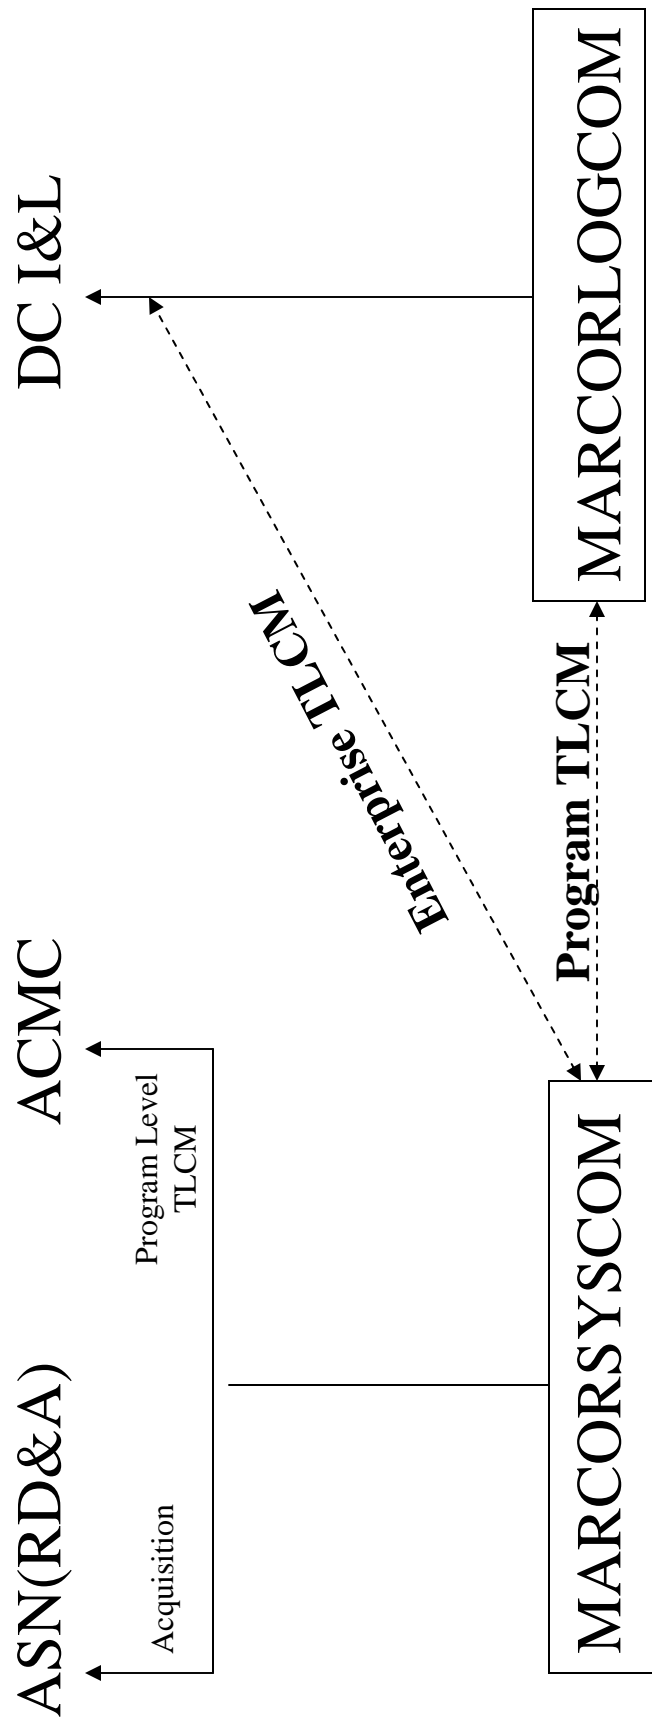 ASN(RD&A)
ACMC
DC I&L
Acquisition
Program Level
TLCM
Enterprise TLCM
Program TLCM
MARCORSYSCOM
MARCORLOGCOM